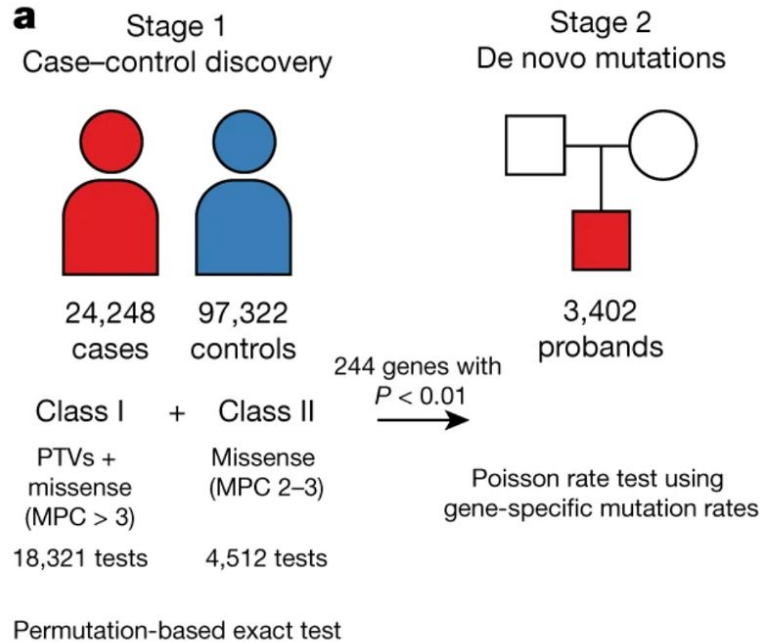 a
Stage 1
Case–control discovery
24,248
cases
97,322
controls
Class I + Class II
PTVs +
missense
(MPC > 3)
18,321 tests
Missense
(MPC 2–3)
4,512 tests
Permutation-based exact test
244 genes with
P < 0.01
Stage 2
De novo mutations
3,402
probands
Poisson rate test using
gene-specific mutation rates